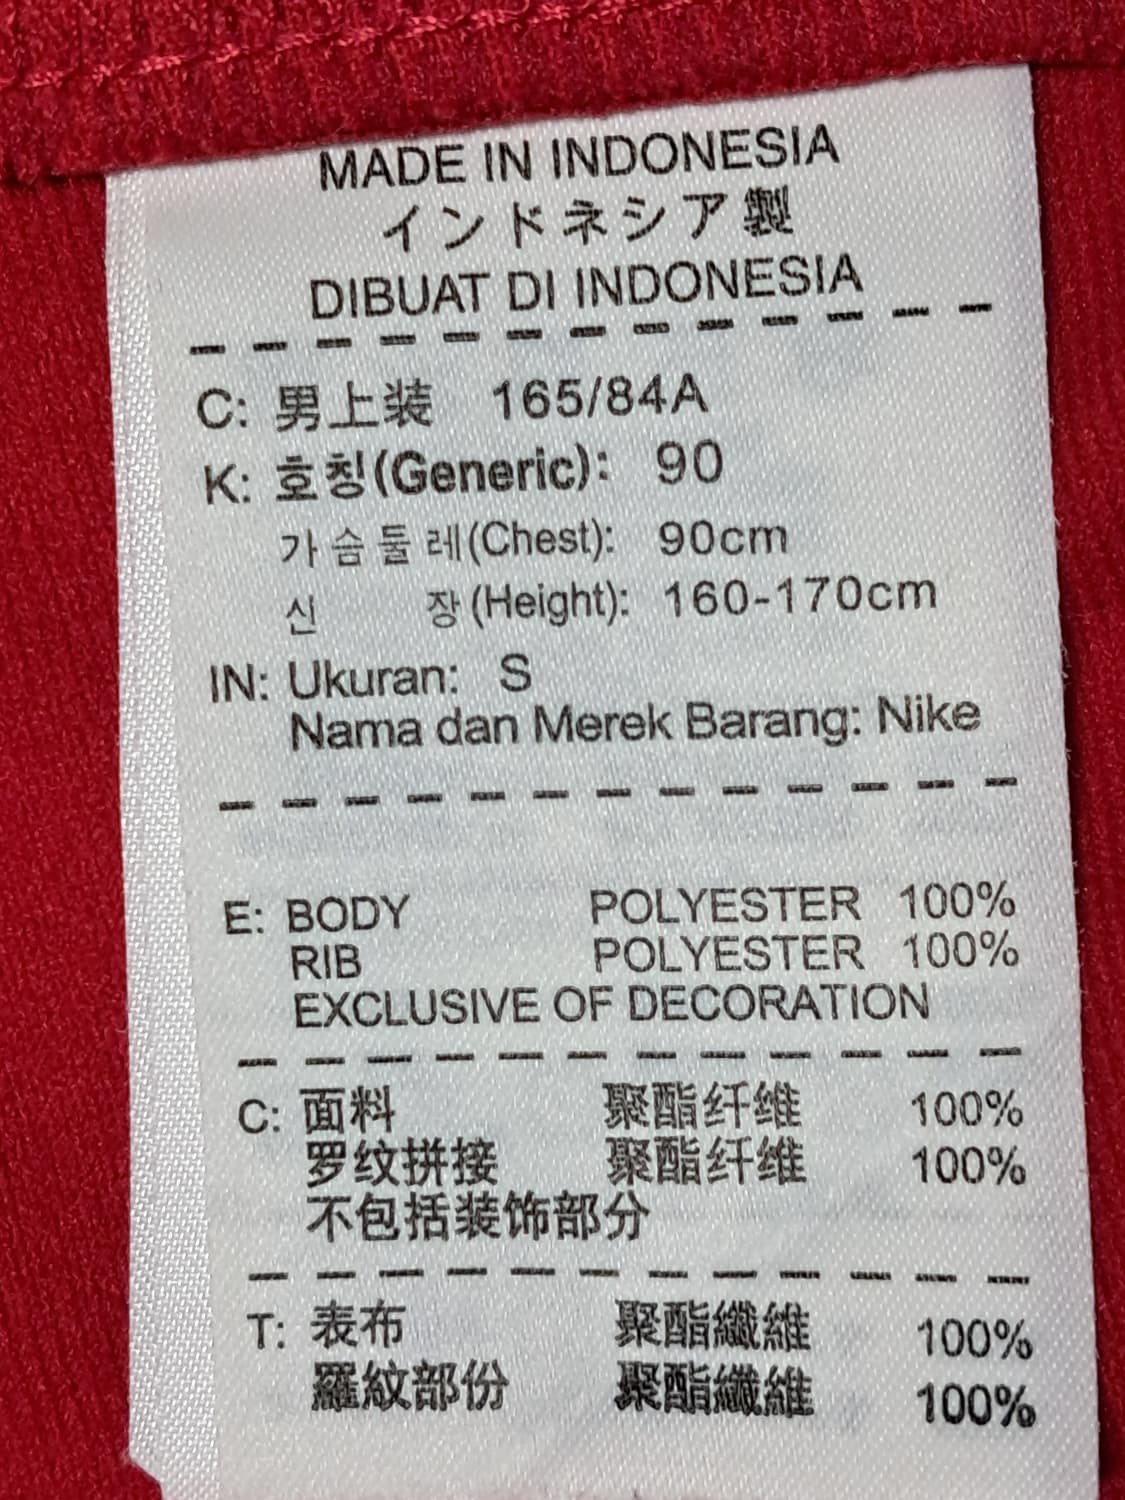 MADE IN INDONESIA
インドネシア製
DIBUAT DI INDONESIA
C: 男上装 165/84A
K: 호칭(Generic): 90
가슴둘레(Chest): 90cm
신 장(Height): 160-170cm
IN: Ukuran: S
Nama dan Merek Barang: Nike
E: BODY POLYESTER 100%
RIB POLYESTER 100%
EXCLUSIVE OF DECORATION
C: 面料 聚酯纤维 100%
罗纹拼接 聚酯纤维 100%
不包括装饰部分
T: 表布 聚酯纖維 100%
羅紋部份 聚酯纖維 100%